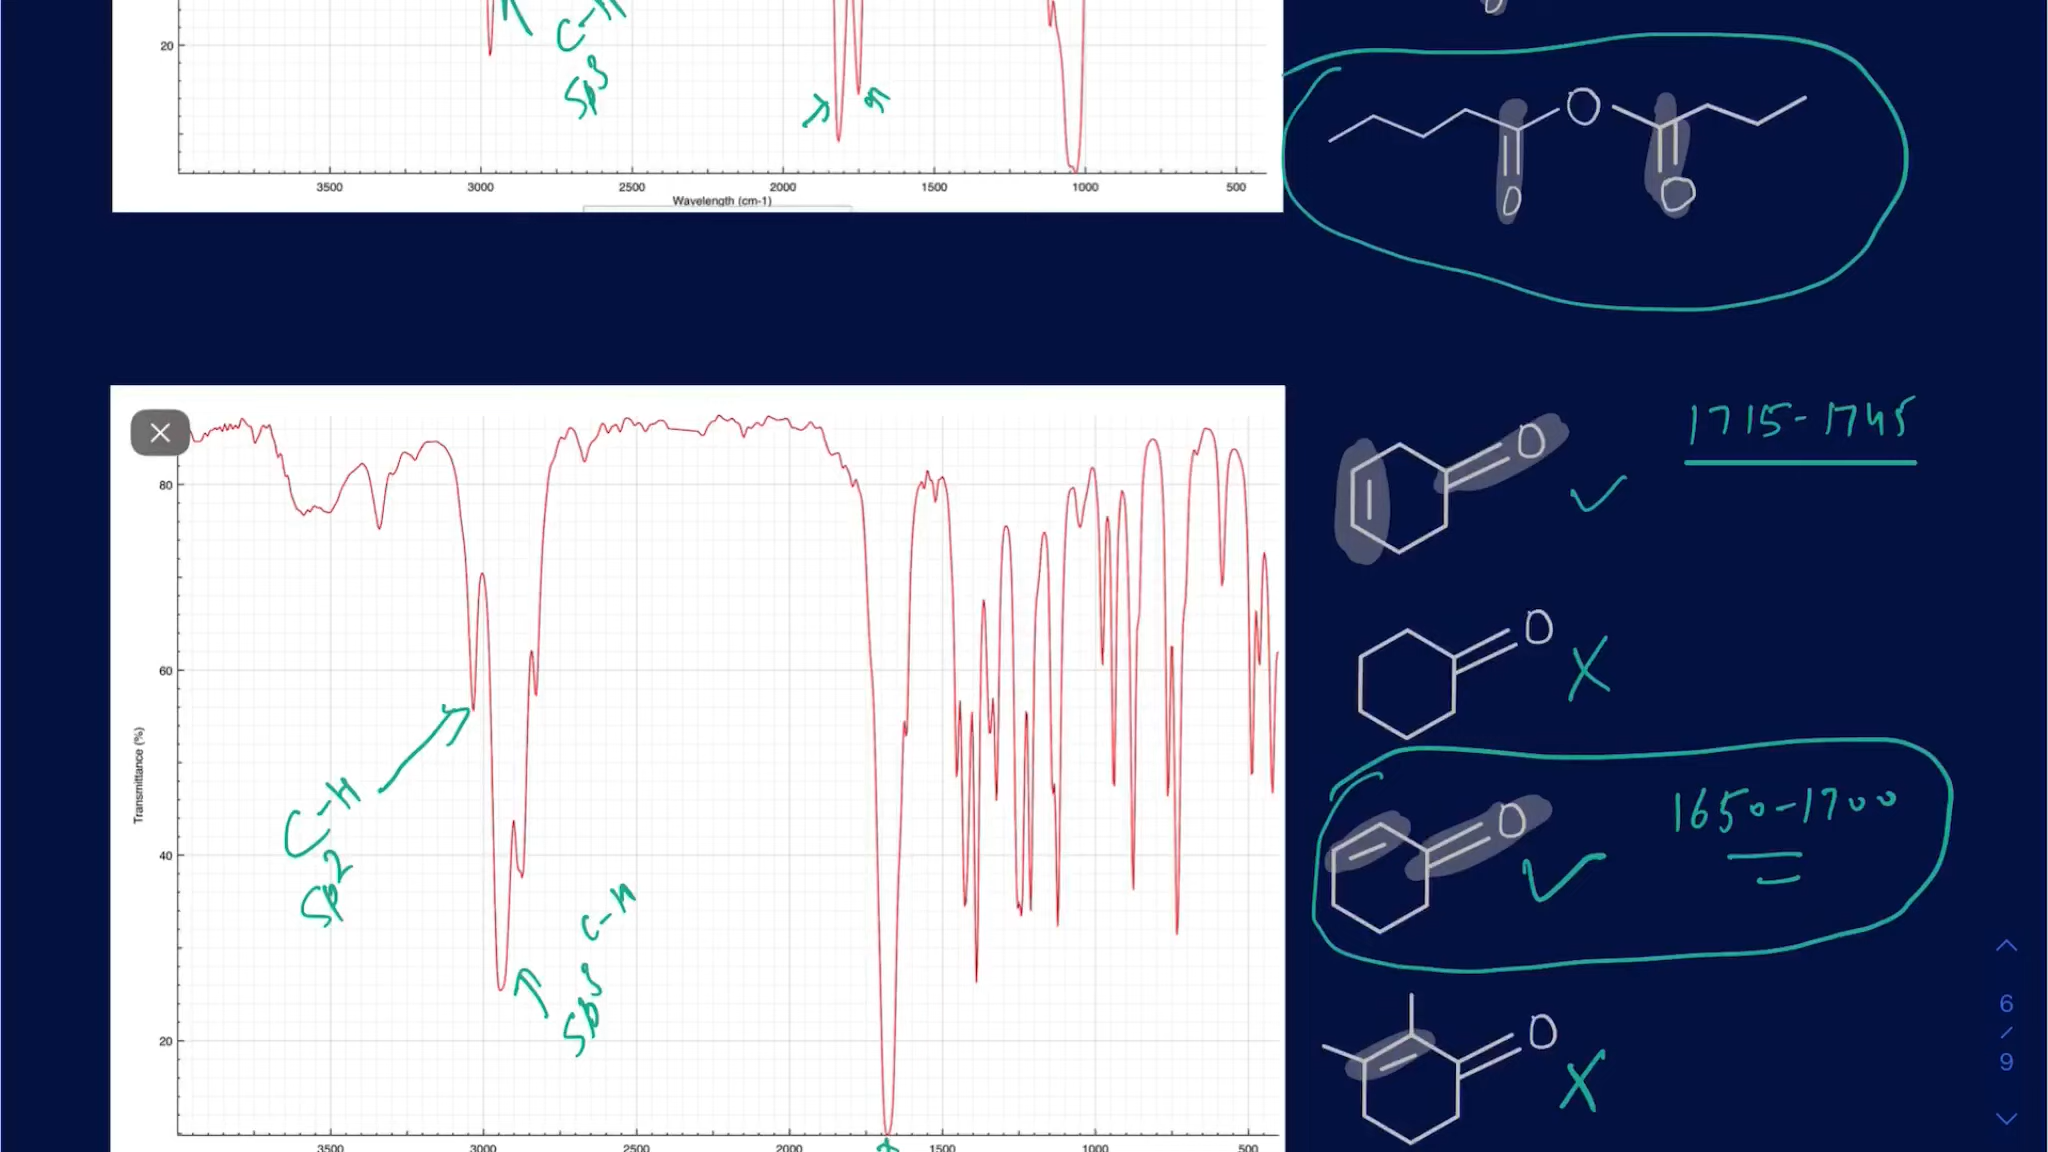 C-H
sp3
20
3500 3000 2500 2000 1500 1000 500
Wavelength (cm-1)
O
O O
80
60
40
20
Transmittance (%)
C-H
sp2
C-H
sp3
3500 3000 2500 2000 1500 1000 500
O
1715-1745
O X
O
1650-1700
O X
6
/
9